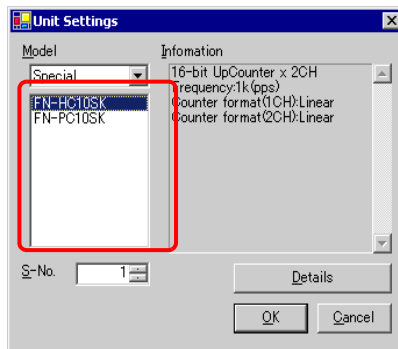 Unit Settings
Model
Infomation
Special
16-bit UpCounter x 2CH
Frequency:1k(pps)
Counter format(1CH):Linear
Counter format(2CH):Linear
FN-HC10SK
FN-PC10SK
S-No.
1
Details
OK
Cancel